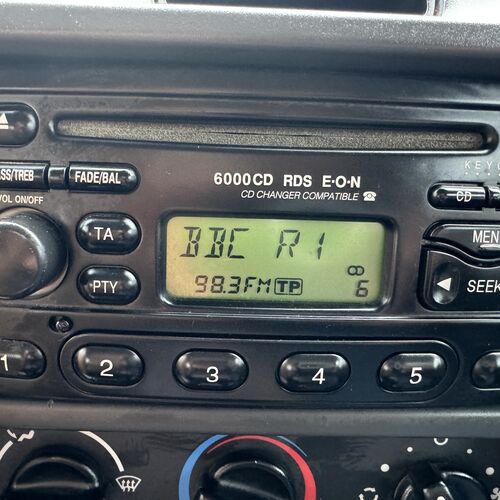 6000CD RDS E·O·N
CD CHANGER COMPATIBLE ☎
KEY
SS/TREB
FADE/BAL
VOL ON/OFF
CD
TA
BBC R1
MEN
PTY
98.3FM TP 6
SEEK
1 2 3 4 5